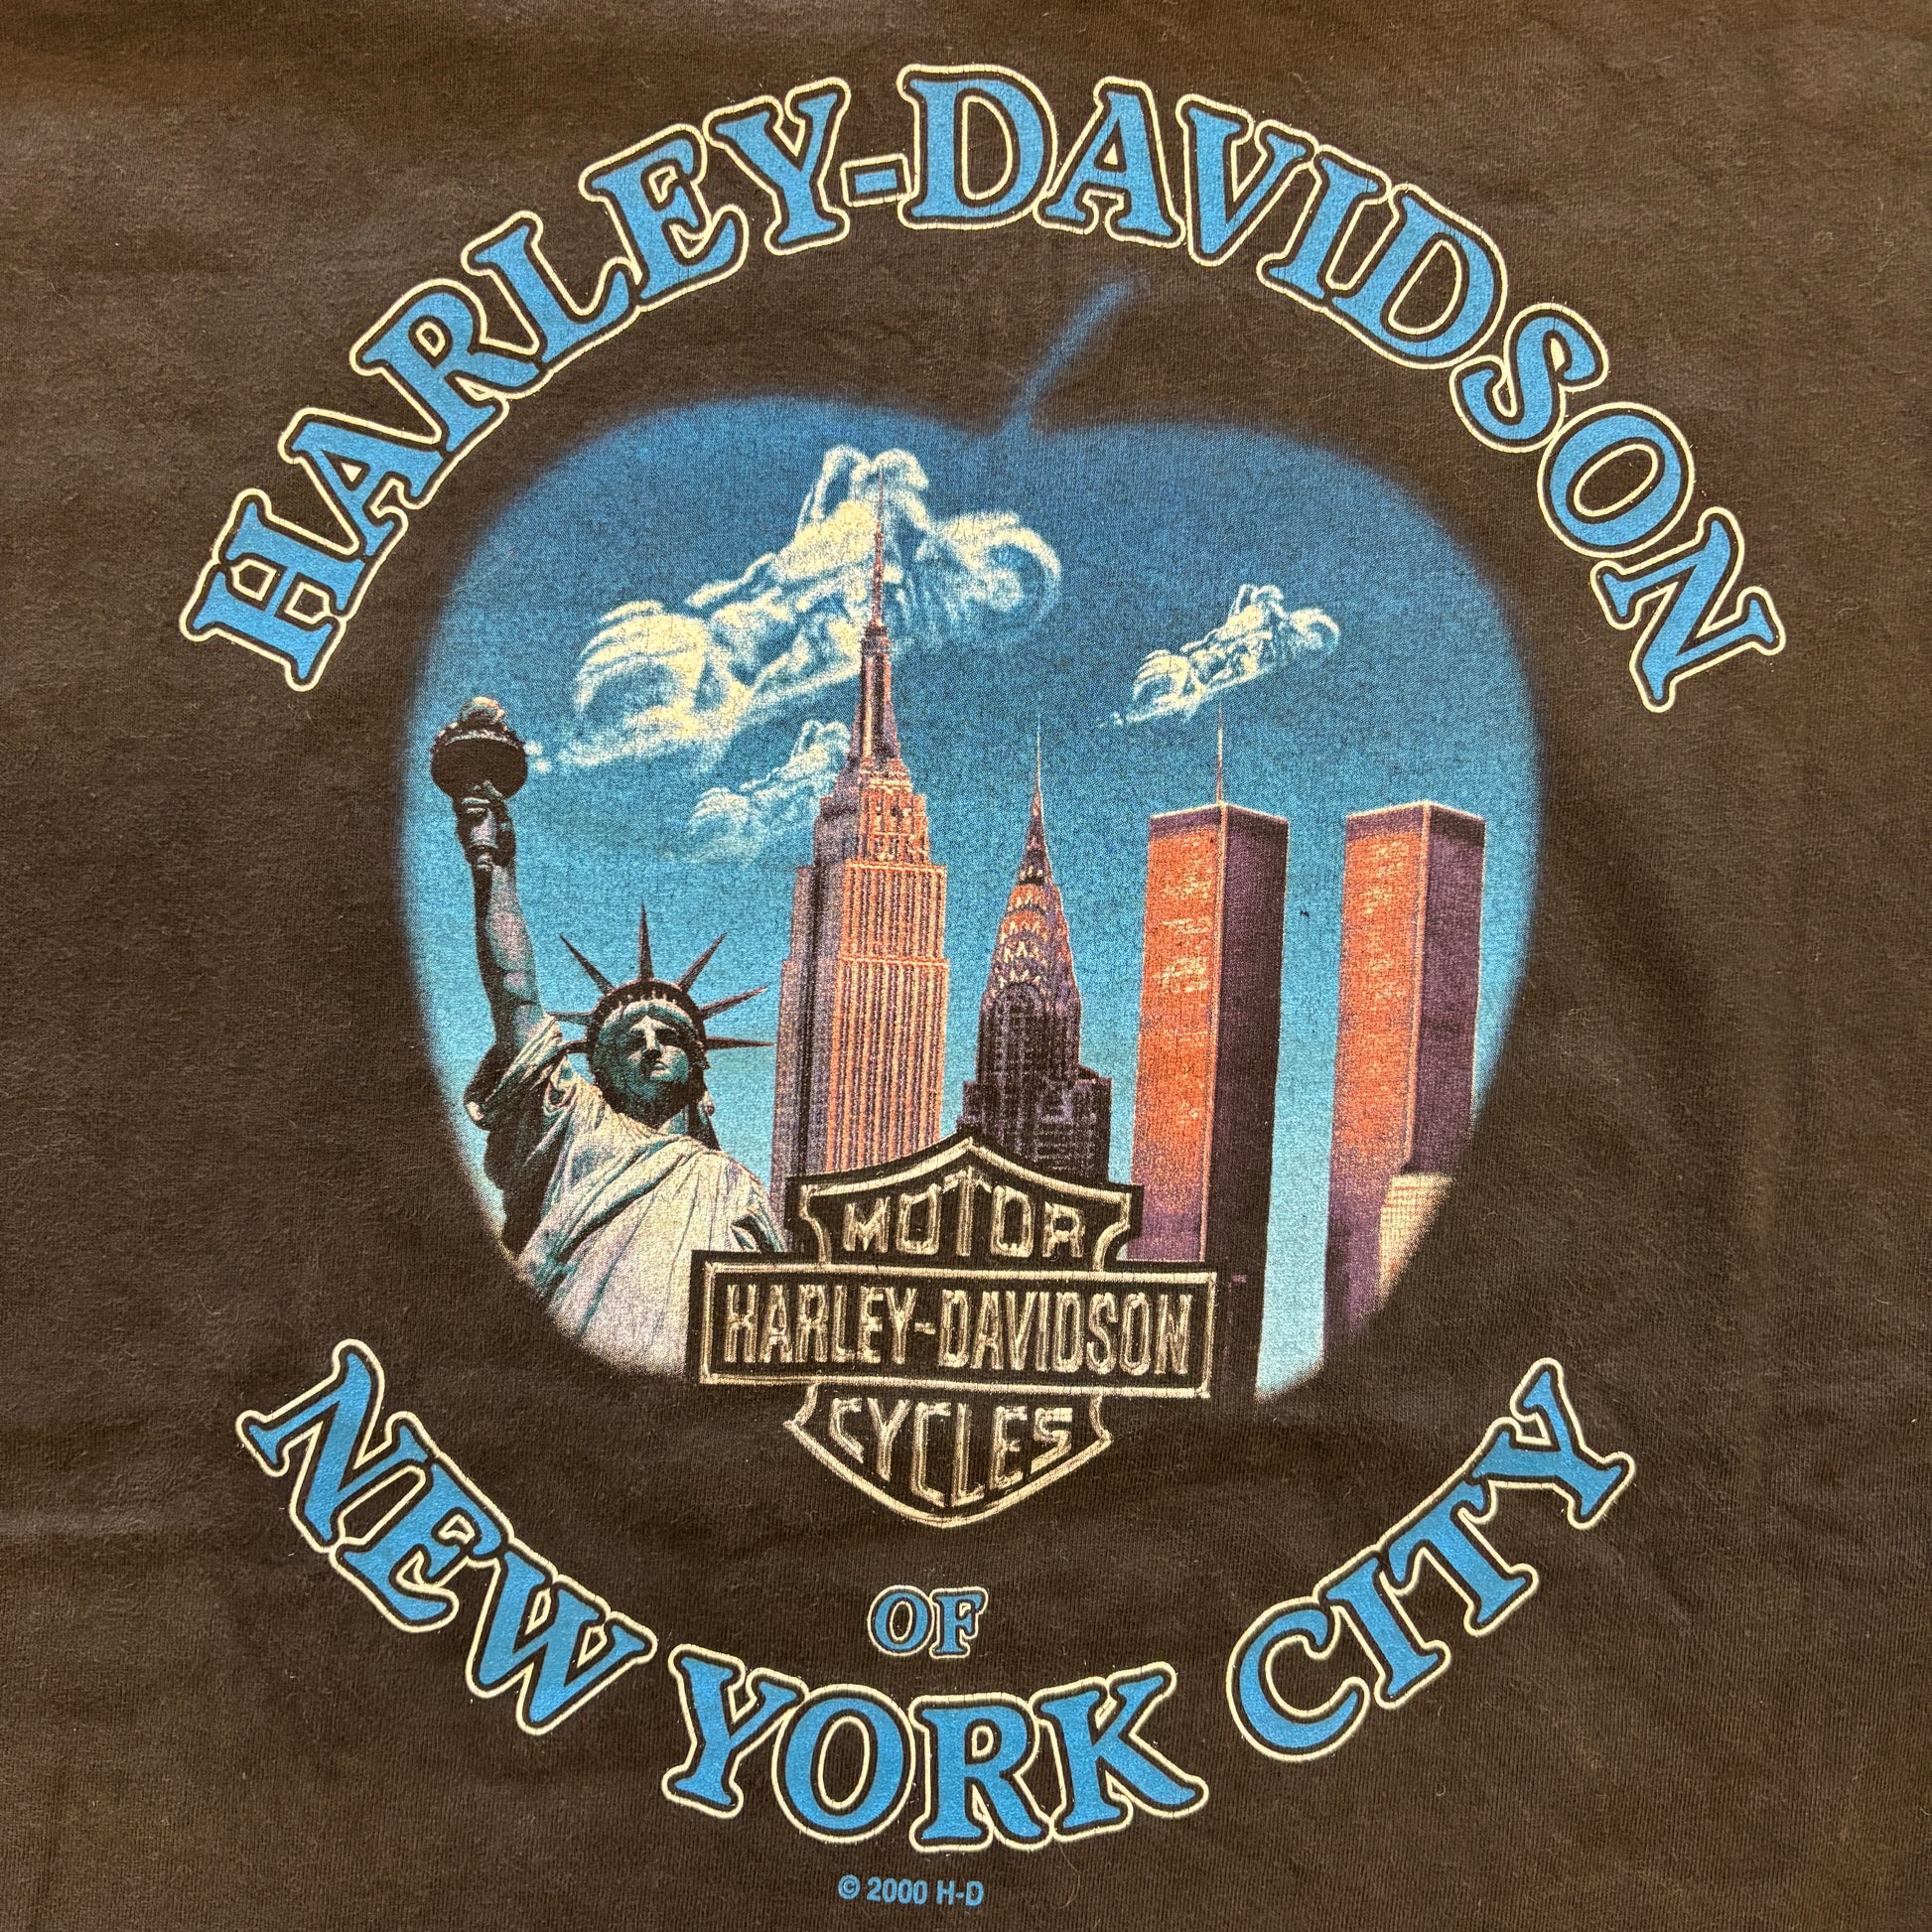 HARLEY-DAVIDSON
MOTOR
HARLEY-DAVIDSON
CYCLES
OF
NEW YORK CITY
© 2000 H-D